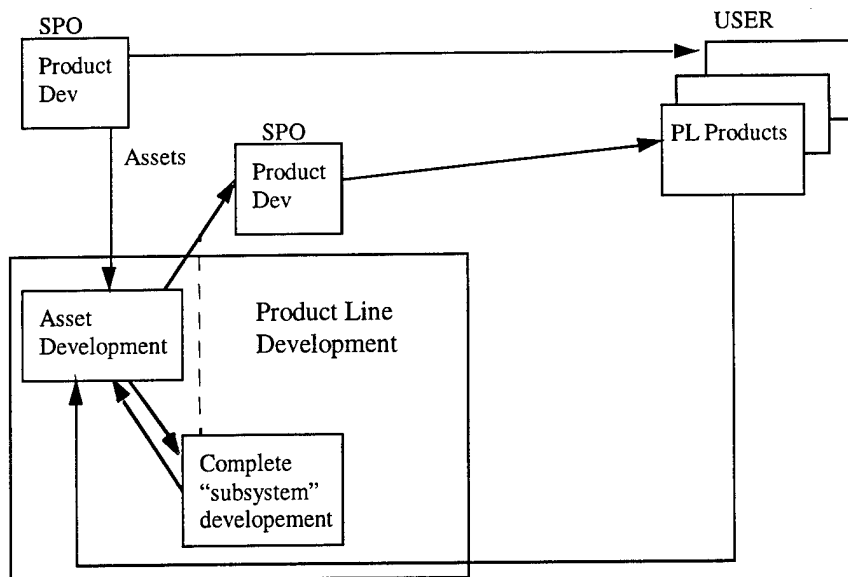 SPO
USER
Product
Dev
SPO
PL Products
Assets
Product
Dev
Asset
Development
Product Line
Development
Complete
“subsystem”
developement